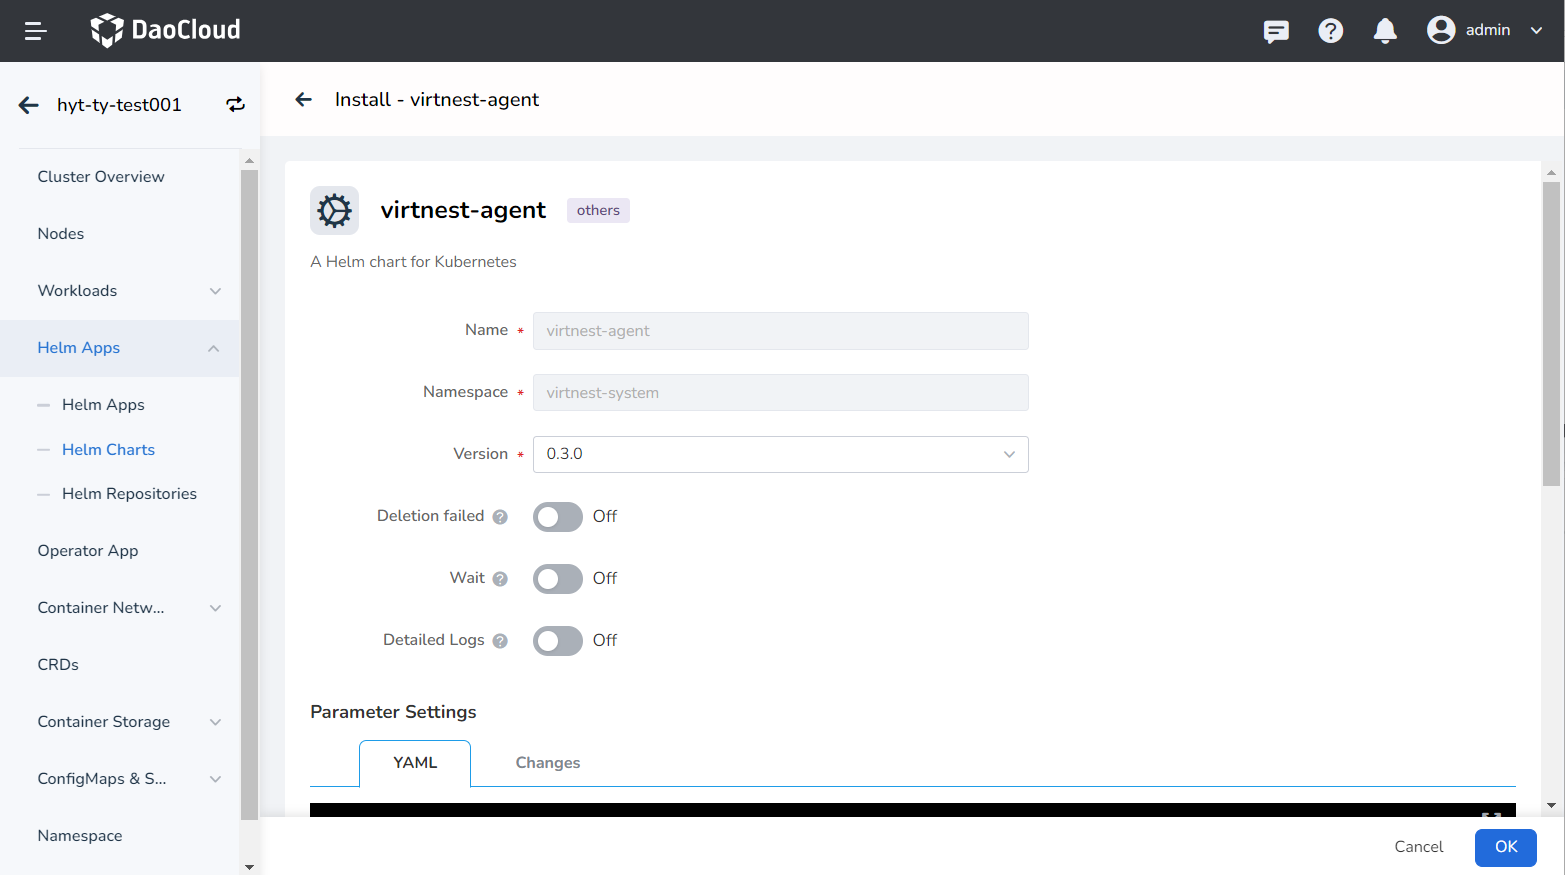 DaoCloud
admin
hyt-ty-test001
Cluster Overview
Nodes
Workloads
Helm Apps
Helm Apps
Helm Charts
Helm Repositories
Operator App
Container Netw...
CRDs
Container Storage
ConfigMaps & S...
Namespace
Install - virtnest-agent
virtnest-agent others
A Helm chart for Kubernetes
Name * virtnest-agent
Namespace * virtnest-system
Version * 0.3.0
Deletion failed ? Off
Wait ? Off
Detailed Logs ? Off
Parameter Settings
YAML Changes
Cancel OK